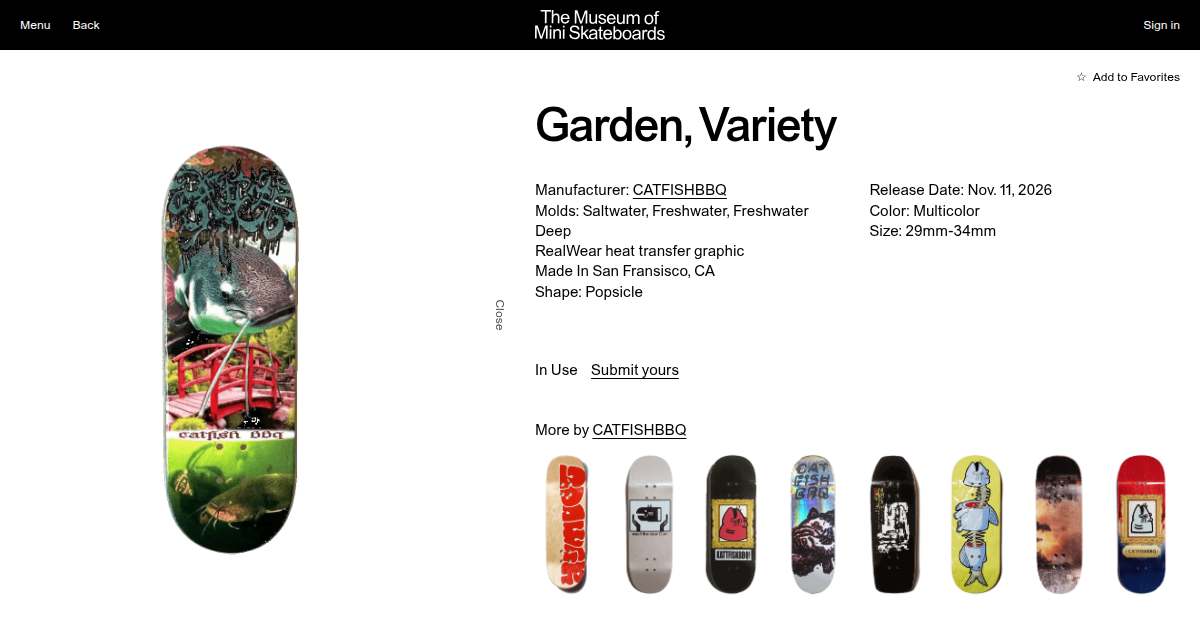 Menu
Back
The Museum of
Mini Skateboards
Sign in
☆ Add to Favorites
Garden, Variety
Manufacturer: CATFISHBBQ
Molds: Saltwater, Freshwater, Freshwater
Deep
RealWear heat transfer graphic
Made In San Fransisco, CA
Shape: Popsicle
Release Date: Nov. 11, 2026
Color: Multicolor
Size: 29mm-34mm
Close
catfish BBQ
In Use
Submit yours
More by CATFISHBBQ
CAT
FISH
BBQ
KATTFISHBBQ!
CATFISHBBQ